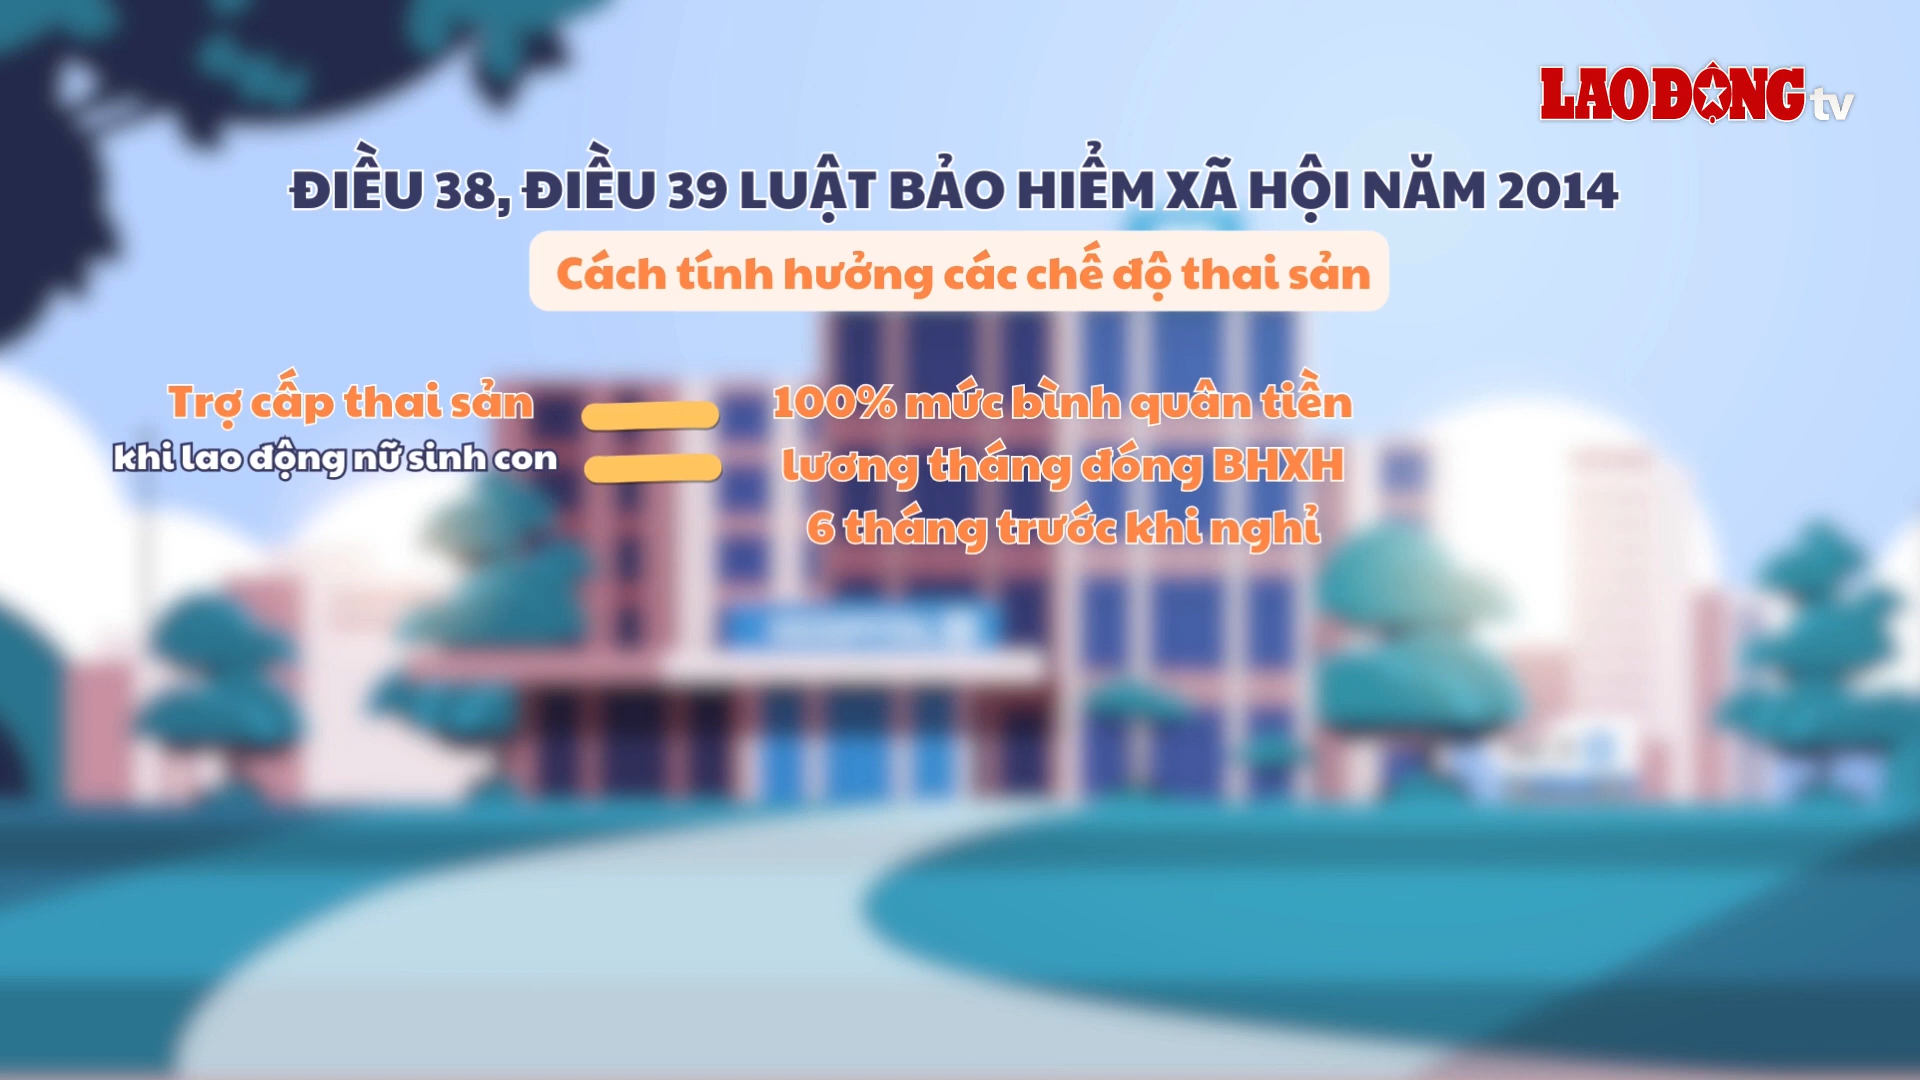 LAO ĐỘNG tv
ĐIỀU 38, ĐIỀU 39 LUẬT BẢO HIỂM XÃ HỘI NĂM 2014
Cách tính hưởng các chế độ thai sản
Trợ cấp thai sản
khi lao động nữ sinh con
100% mức bình quân tiền
lương tháng đóng BHXH
6 tháng trước khi nghỉ